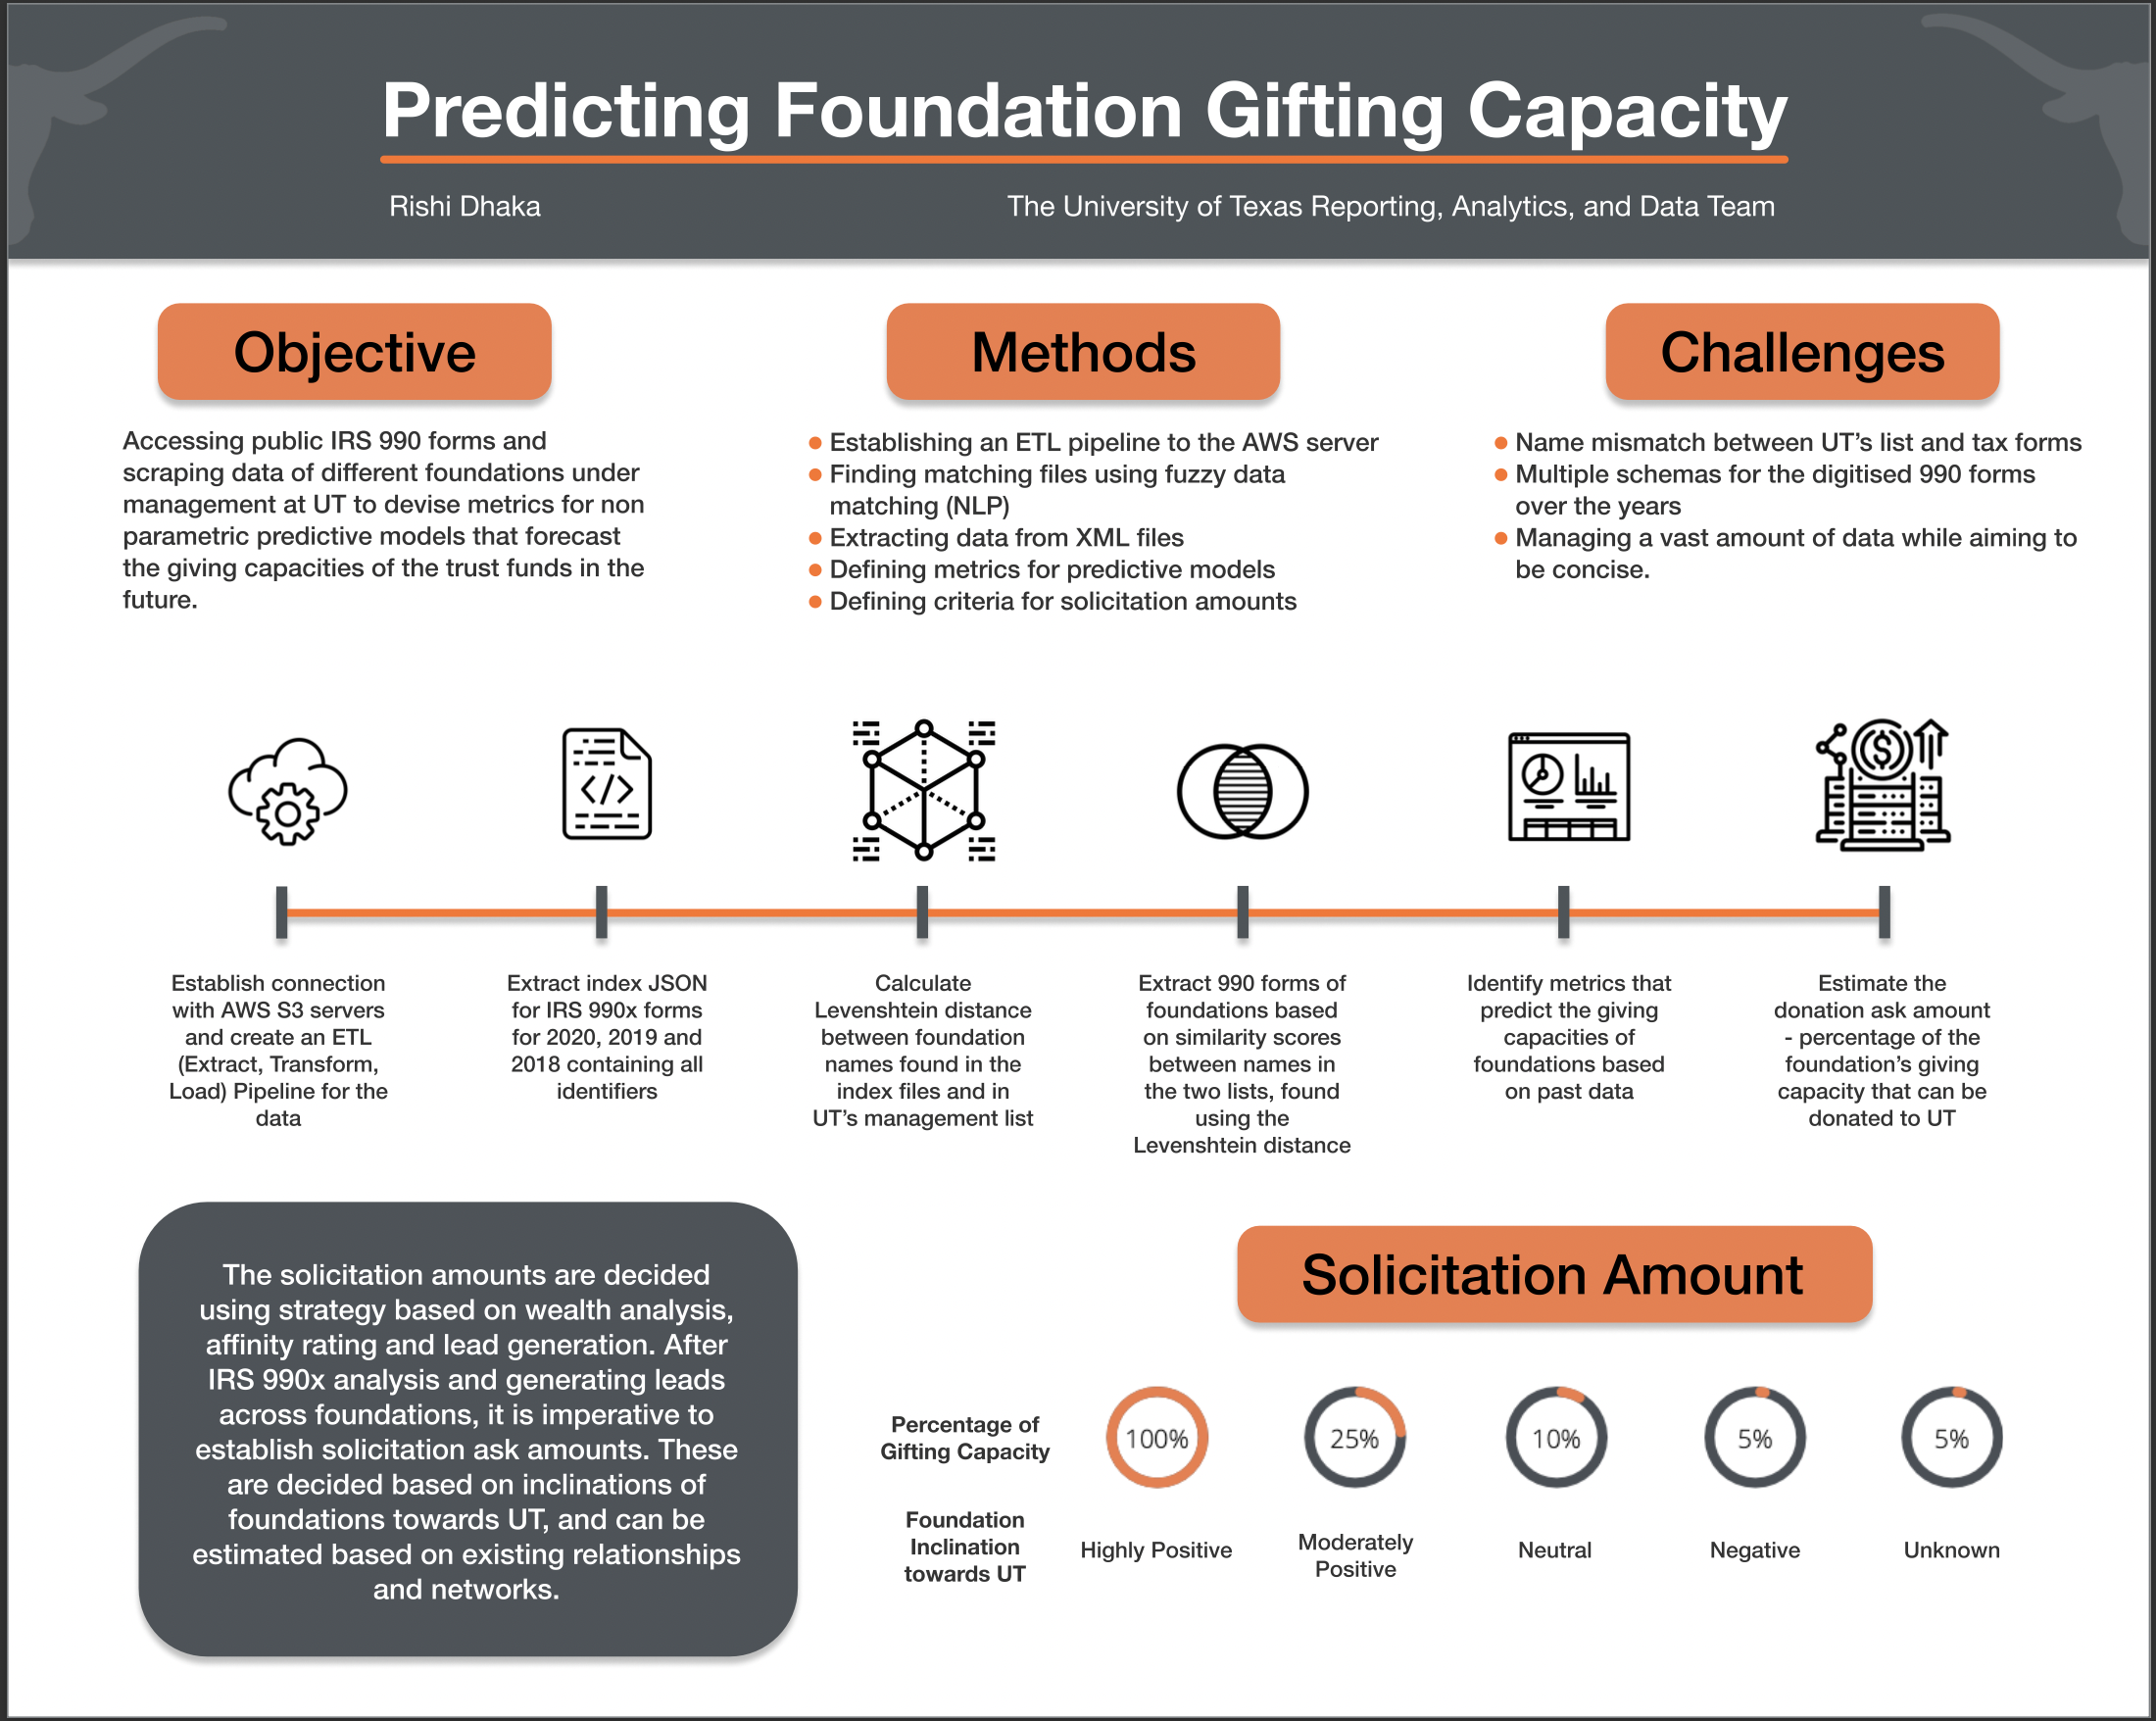 Predicting Foundation Gifting Capacity
Rishi Dhaka
The University of Texas Reporting, Analytics, and Data Team
Objective
Accessing public IRS 990 forms and
scraping data of different foundations under
management at UT to devise metrics for non
parametric predictive models that forecast
the giving capacities of the trust funds in the
future.
Methods
Establishing an ETL pipeline to the AWS server
Finding matching files using fuzzy data
matching (NLP)
Extracting data from XML files
Defining metrics for predictive models
Defining criteria for solicitation amounts
Challenges
Name mismatch between UT's list and tax forms
Multiple schemas for the digitised 990 forms
over the years
Managing a vast amount of data while aiming to
be concise.
Establish connection
with AWS S3 servers
and create an ETL
(Extract, Transform,
Load) Pipeline for the
data
Extract index JSON
for IRS 990x forms
for 2020, 2019 and
2018 containing all
identifiers
Calculate
Levenshtein distance
between foundation
names found in the
index files and in
UT's management list
Extract 990 forms of
foundations based
on similarity scores
between names in
the two lists, found
using the
Levenshtein distance
Identify metrics that
predict the giving
capacities of
foundations based
on past data
Estimate the
donation ask amount
- percentage of the
foundation's giving
capacity that can be
donated to UT
The solicitation amounts are decided
using strategy based on wealth analysis,
affinity rating and lead generation. After
IRS 990x analysis and generating leads
across foundations, it is imperative to
establish solicitation ask amounts. These
are decided based on inclinations of
foundations towards UT, and can be
estimated based on existing relationships
and networks.
Solicitation Amount
Percentage of
Gifting Capacity
100%
25%
10%
5%
5%
Foundation
Inclination
towards UT
Highly Positive
Moderately
Positive
Neutral
Negative
Unknown